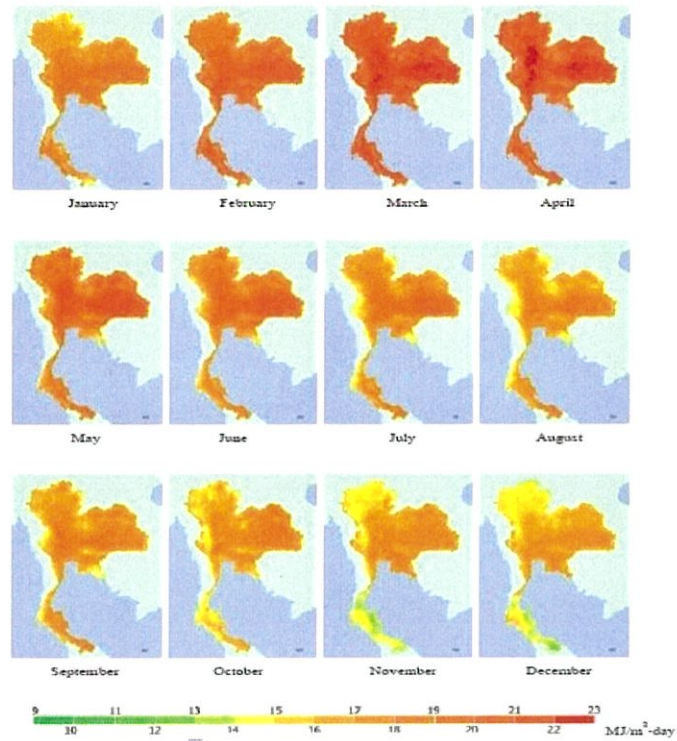 January February March April
May June July August
September October November December
9 11 13 15 17 19 21 23
10 12 14 16 18 20 22 MJ/m²-day